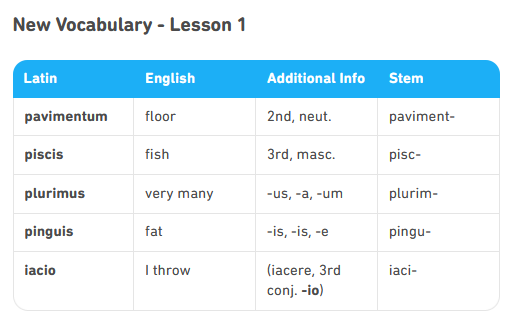 New Vocabulary - Lesson 1
Latin English Additional Info Stem
pavimentum floor 2nd, neut. paviment-
piscis fish 3rd, masc. pisc-
plurimus very many -us, -a, -um plurim-
pinguis fat -is, -is, -e pingu-
iacio I throw (iacere, 3rd iaci-
conj. -io)